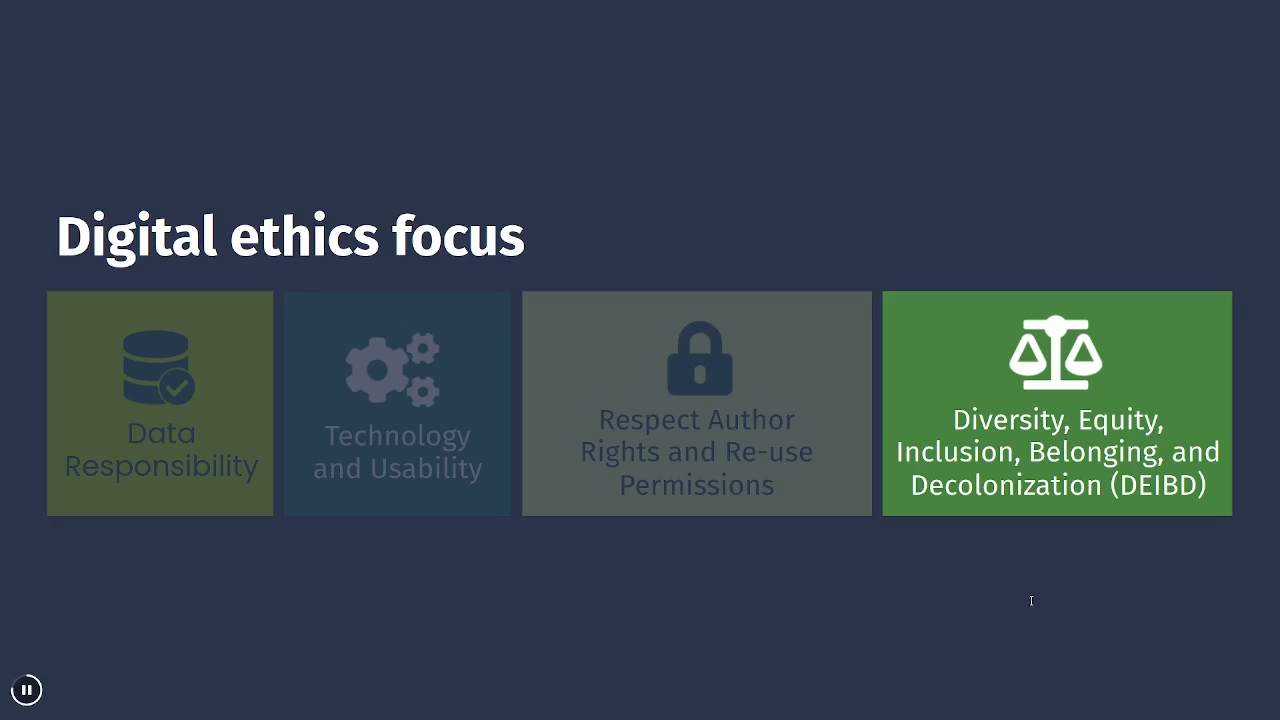 Digital ethics focus
Data
Responsibility
Technology
and Usability
Respect Author
Rights and Re-use
Permissions
Diversity, Equity,
Inclusion, Belonging, and
Decolonization (DEIBD)